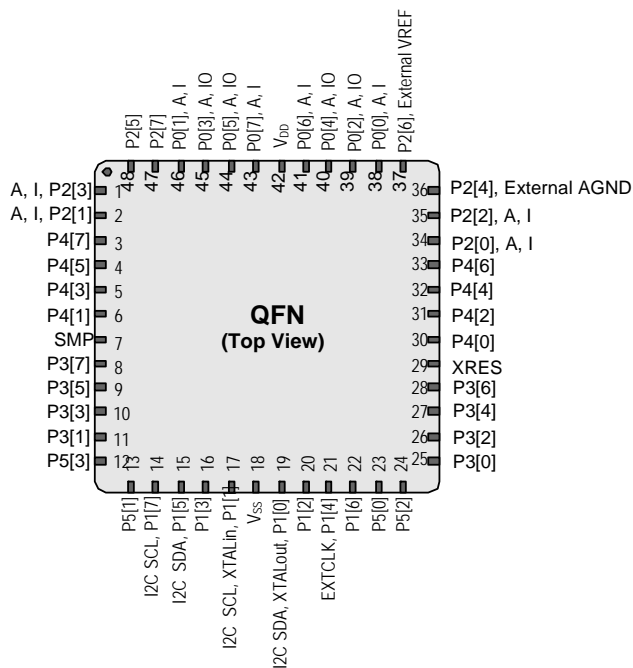 P2[5]
P2[7]
P0[1], A, I
P0[3], A, IO
P0[5], A, IO
P0[7], A, I
VDD
P0[6], A, I
P0[4], A, IO
P0[2], A, IO
P0[0], A, I
P2[6], External VREF
48
47
46
45
44
43
42
41
40
39
38
37
A, I, P2[3]
1
A, I, P2[1]
2
P4[7]
3
P4[5]
4
P4[3]
5
P4[1]
6
SMP
7
P3[7]
8
P3[5]
9
P3[3]
10
P3[1]
11
P5[3]
12
QFN
(Top View)
36
P2[4], External AGND
35
P2[2], A, I
34
P2[0], A, I
33
P4[6]
32
P4[4]
31
P4[2]
30
P4[0]
29
XRES
28
P3[6]
27
P3[4]
26
P3[2]
25
P3[0]
13
14
15
16
17
18
19
20
21
22
23
24
P5[1]
I2C SCL, P1[7]
I2C SDA, P1[5]
P1[3]
I2C SCL, XTALin, P1[1]
Vss
I2C SDA, XTALout, P1[0]
P1[2]
EXTCLK, P1[4]
P1[6]
P5[0]
P5[2]